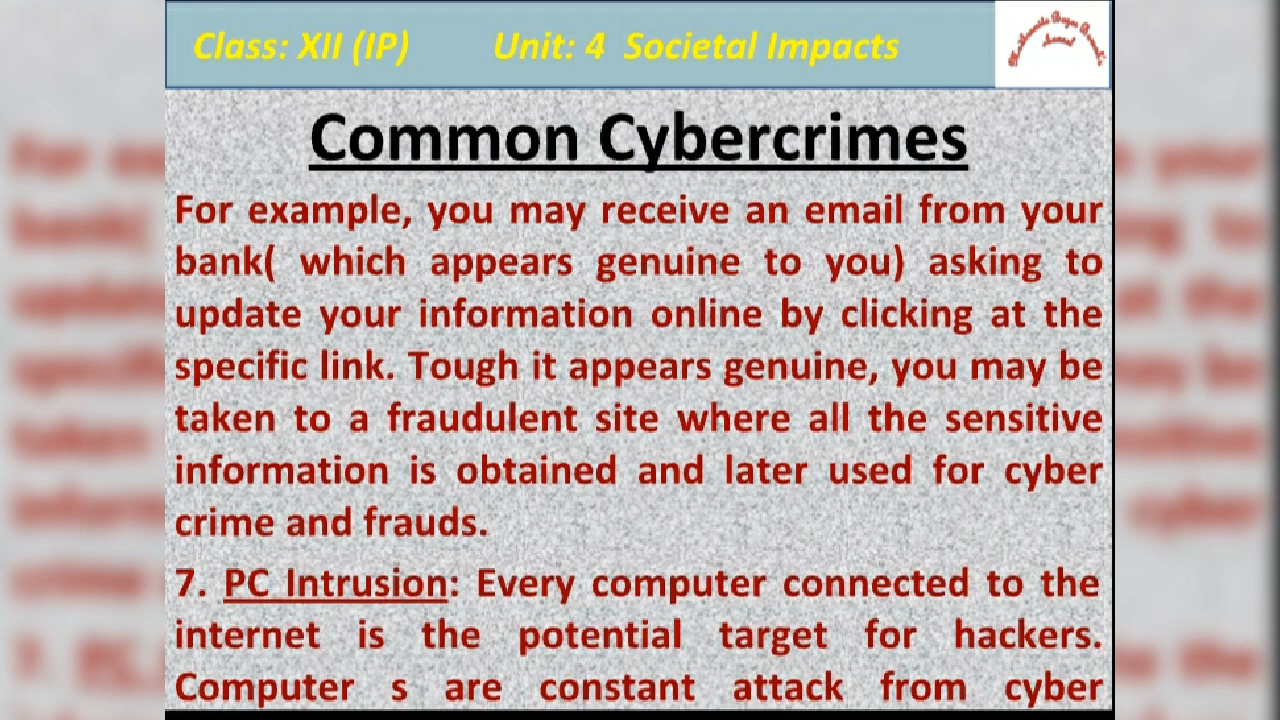 Class: XII (IP) Unit: 4 Societal Impacts
Common Cybercrimes
For example, you may receive an email from your
bank( which appears genuine to you) asking to
update your information online by clicking at the
specific link. Tough it appears genuine, you may be
taken to a fraudulent site where all the sensitive
information is obtained and later used for cyber
crime and frauds.
7. PC Intrusion: Every computer connected to the
internet is the potential target for hackers.
Computer s are constant attack from cyber